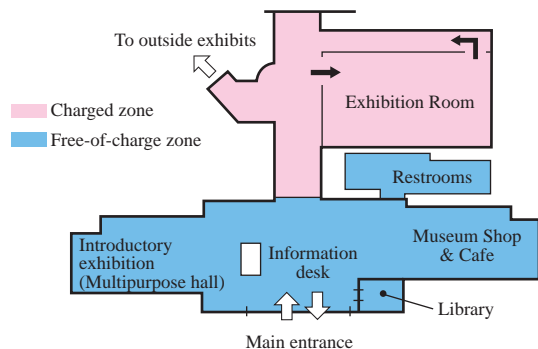 To outside exhibits
Exhibition Room
Charged zone
Free-of-charge zone
Restrooms
Introductory
exhibition
(Multipurpose hall)
Information
desk
Museum Shop
& Cafe
Library
Main entrance